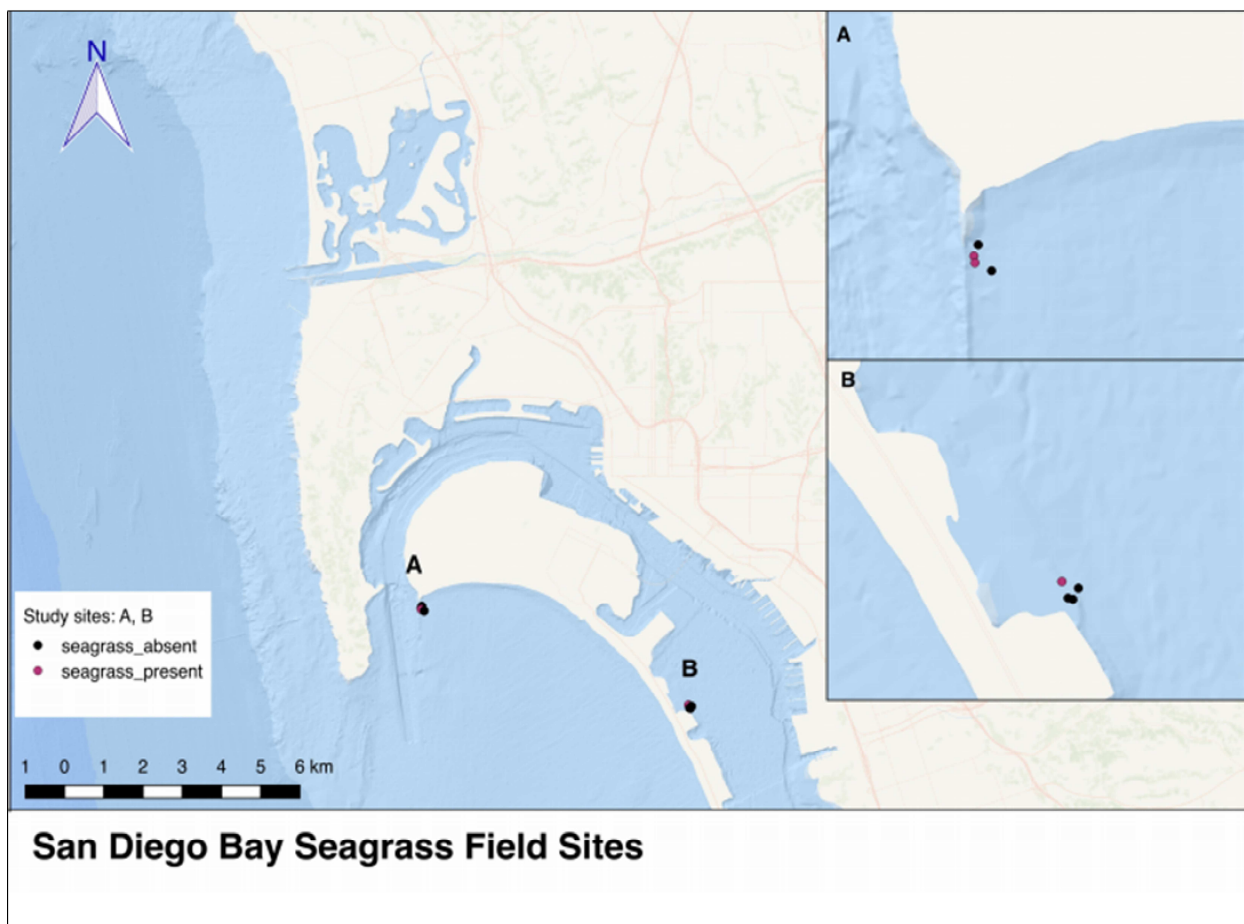 N
A
B
A
B
Study sites: A, B
seagrass_absent
seagrass_present
1 0 1 2 3 4 5 6 km
San Diego Bay Seagrass Field Sites